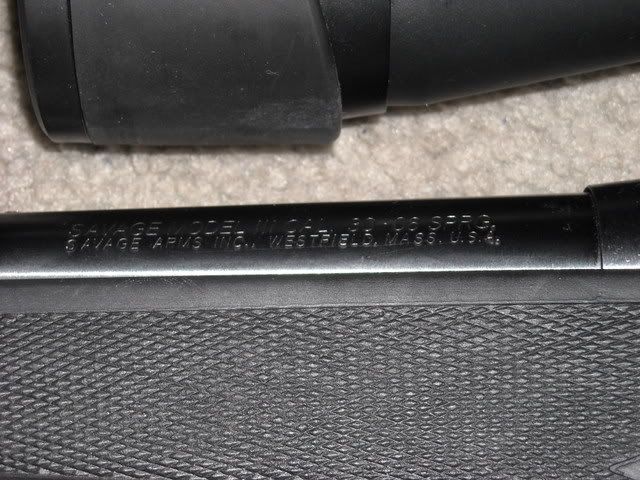 SAVAGE MODEL 111 CAL. 30-06 SPRG.
SAVAGE ARMS INC., WESTFIELD, MASS. U.S.A.